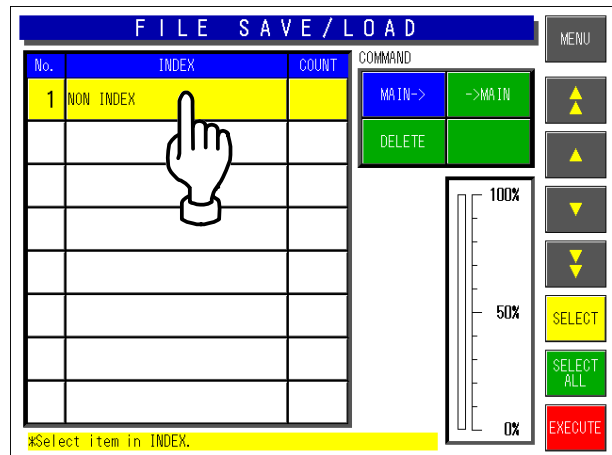 FILE SAVE/LOAD
MENU
No. INDEX COUNT
COMMAND
1 NON INDEX
MAIN-> ->MAIN
DELETE
100%
50%
0%
SELECT
SELECT
ALL
EXECUTE
*Select item in INDEX.